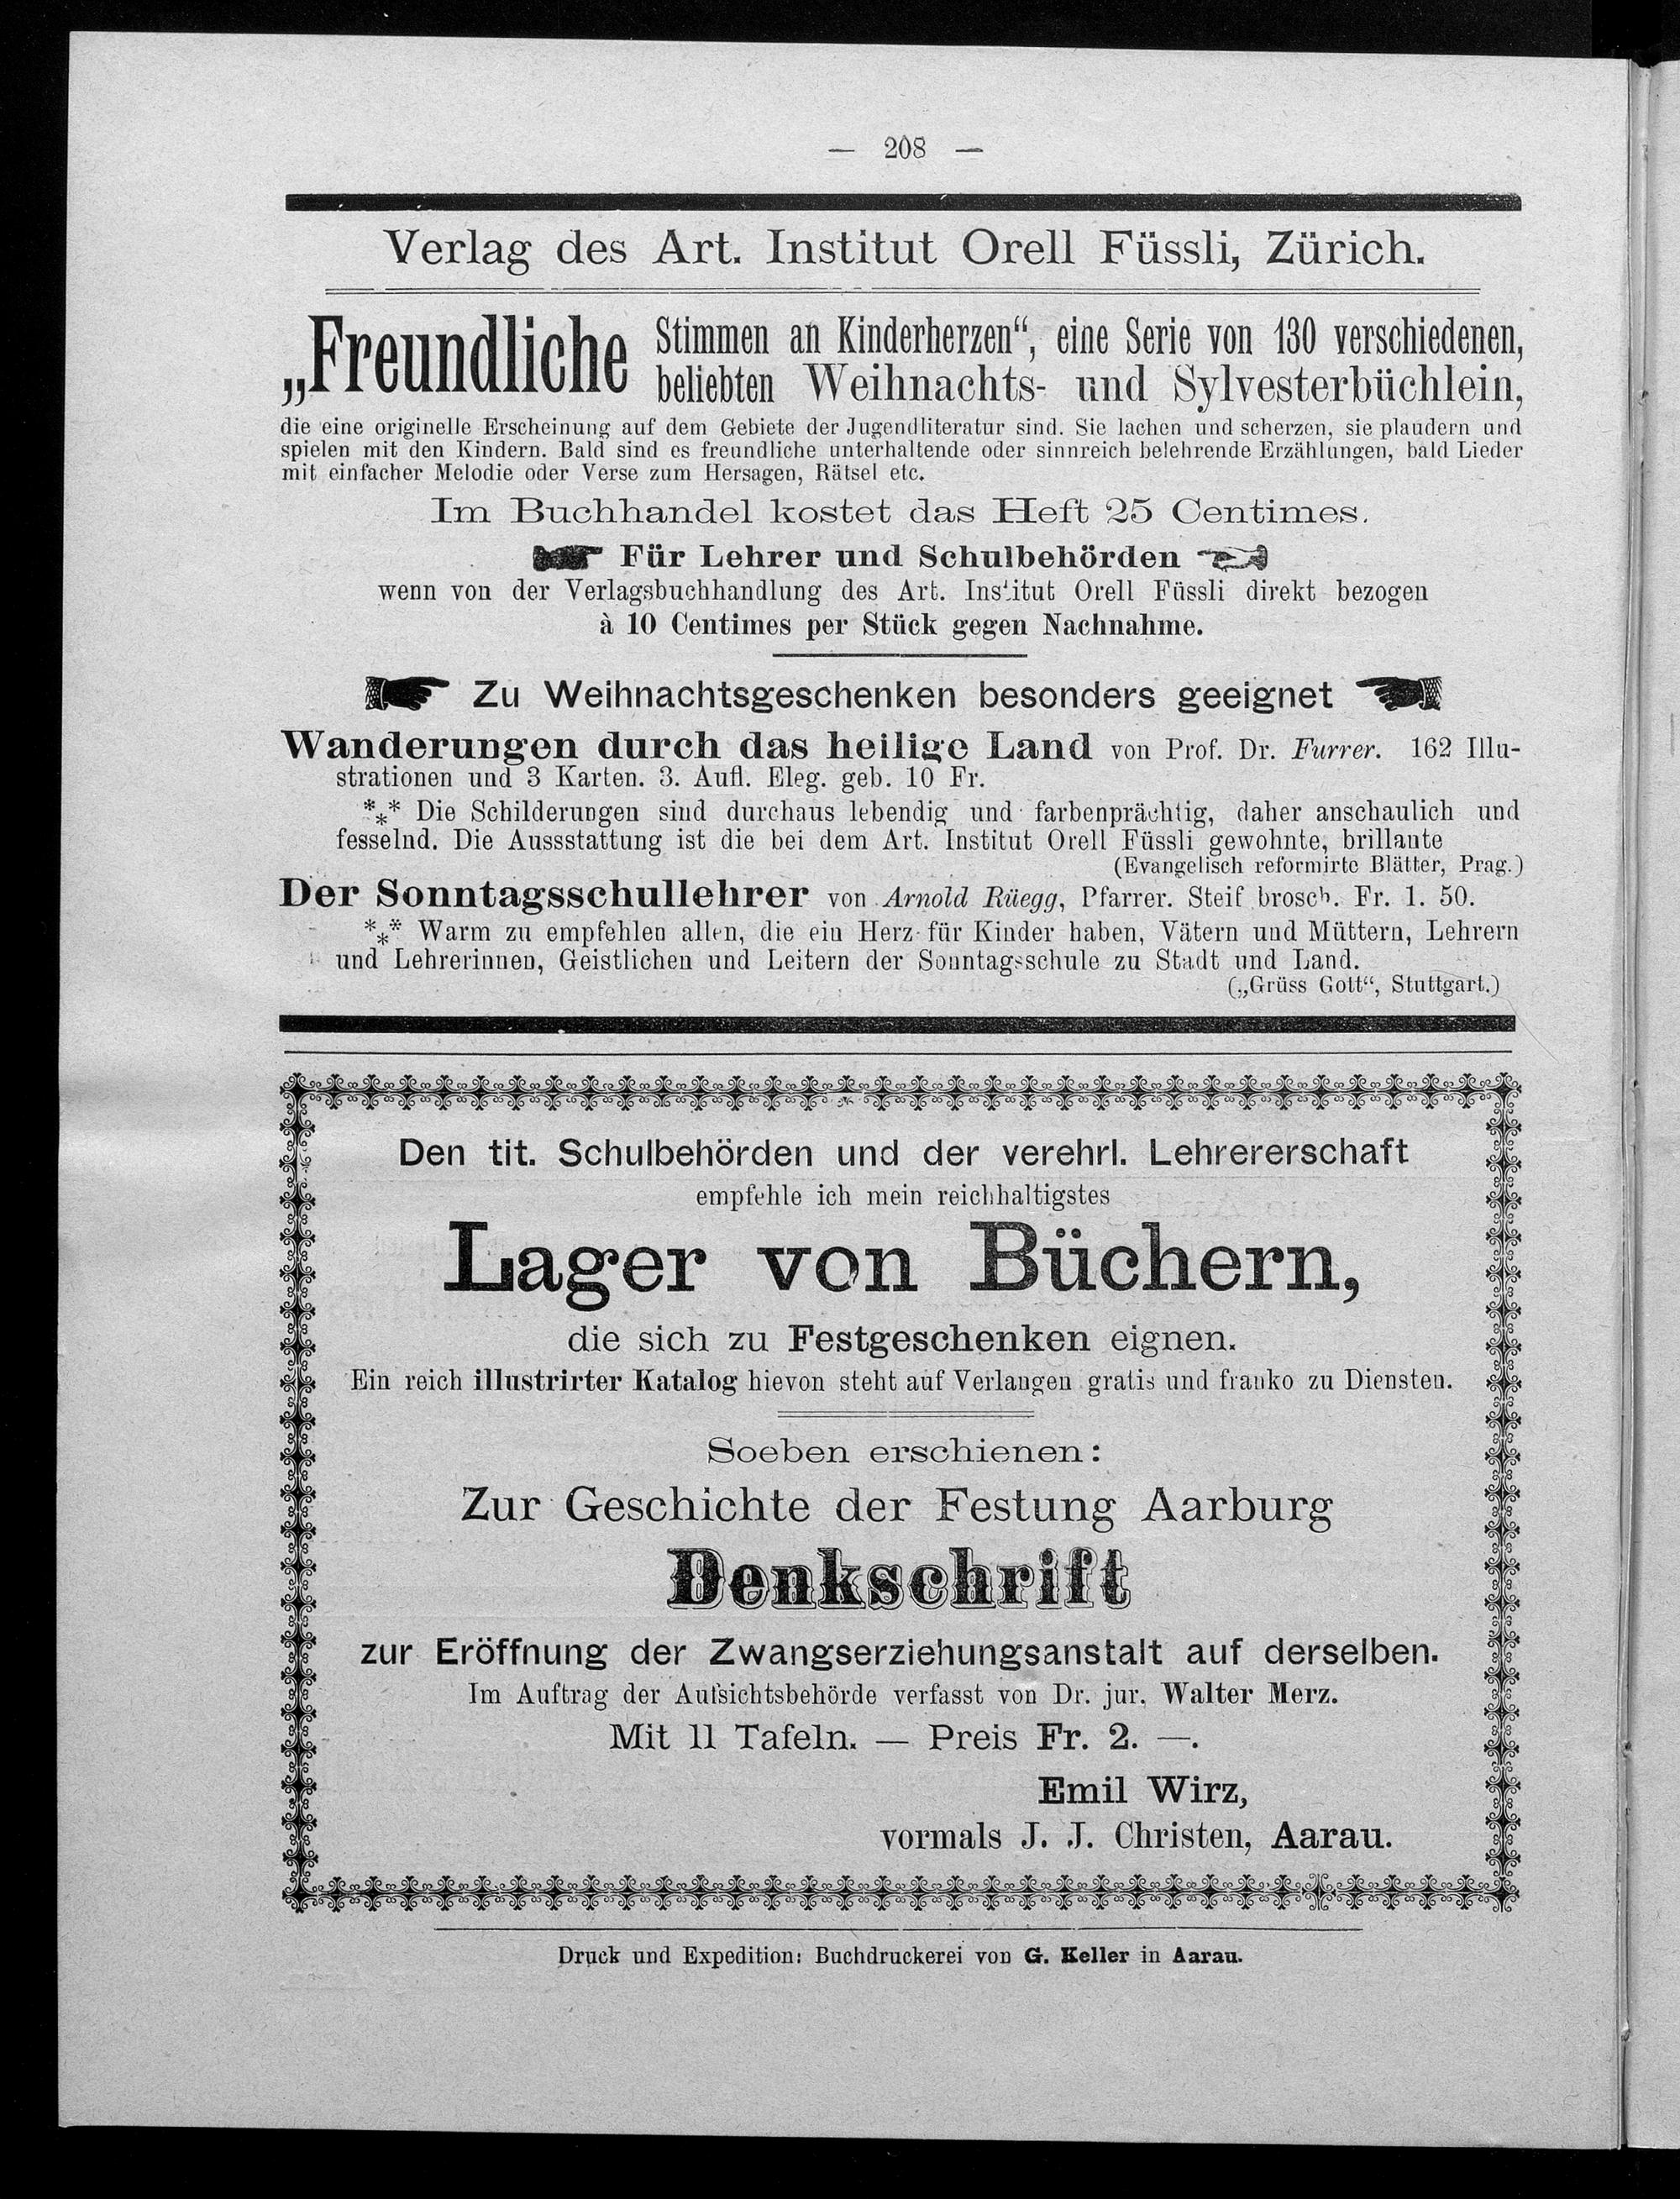 — 208 —
Verlag des Art. Institut Orell Füssli, Zürich.
„Freundliche Stimmen an Kinderherzen“, eine Serie von 130 verschiedenen,
beliebten Weihnachts- und Sylvesterbüchlein,
die eine originelle Erscheinung auf dem Gebiete der Jugendliteratur sind. Sie lachen und scherzen, sie plaudern und
spielen mit den Kindern. Bald sind es freundliche unterhaltende oder sinnreich belehrende Erzählungen, bald Lieder
mit einfacher Melodie oder Verse zum Hersagen, Rätsel etc.
Im Buchhandel kostet das Heft 25 Centimes.
Für Lehrer und Schulbehörden
wenn von der Verlagsbuchhandlung des Art. Institut Orell Füssli direkt bezogen
à 10 Centimes per Stück gegen Nachnahme.
Zu Weihnachtsgeschenken besonders geeignet
Wanderungen durch das heilige Land von Prof. Dr. Furrer. 162 Illu-
strationen und 3 Karten. 3. Aufl. Eleg. geb. 10 Fr.
*** Die Schilderungen sind durchaus lebendig und farbenprächtig, daher anschaulich und
fesselnd. Die Aussstattung ist die bei dem Art. Institut Orell Füssli gewohnte, brillante
(Evangelisch reformirte Blätter, Prag.)
Der Sonntagsschullehrer von Arnold Rüegg, Pfarrer. Steif brosch. Fr. 1. 50.
*** Warm zu empfehlen allen, die ein Herz für Kinder haben, Vätern und Müttern, Lehrern
und Lehrerinnen, Geistlichen und Leitern der Sonntagsschule zu Stadt und Land.
(„Grüss Gott“, Stuttgart.)
Den tit. Schulbehörden und der verehrl. Lehrererschaft
empfehle ich mein reichhaltigstes
Lager von Büchern,
die sich zu Festgeschenken eignen.
Ein reich illustrirter Katalog hievon steht auf Verlangen gratis und franko zu Diensten.
Soeben erschienen:
Zur Geschichte der Festung Aarburg
Denkschrift
zur Eröffnung der Zwangserziehungsanstalt auf derselben.
Im Auftrag der Aufsichtsbehörde verfasst von Dr. jur. Walter Merz.
Mit 11 Tafeln. — Preis Fr. 2. —.
Emil Wirz,
vormals J. J. Christen, Aarau.
Druck und Expedition: Buchdruckerei von G. Keller in Aarau.